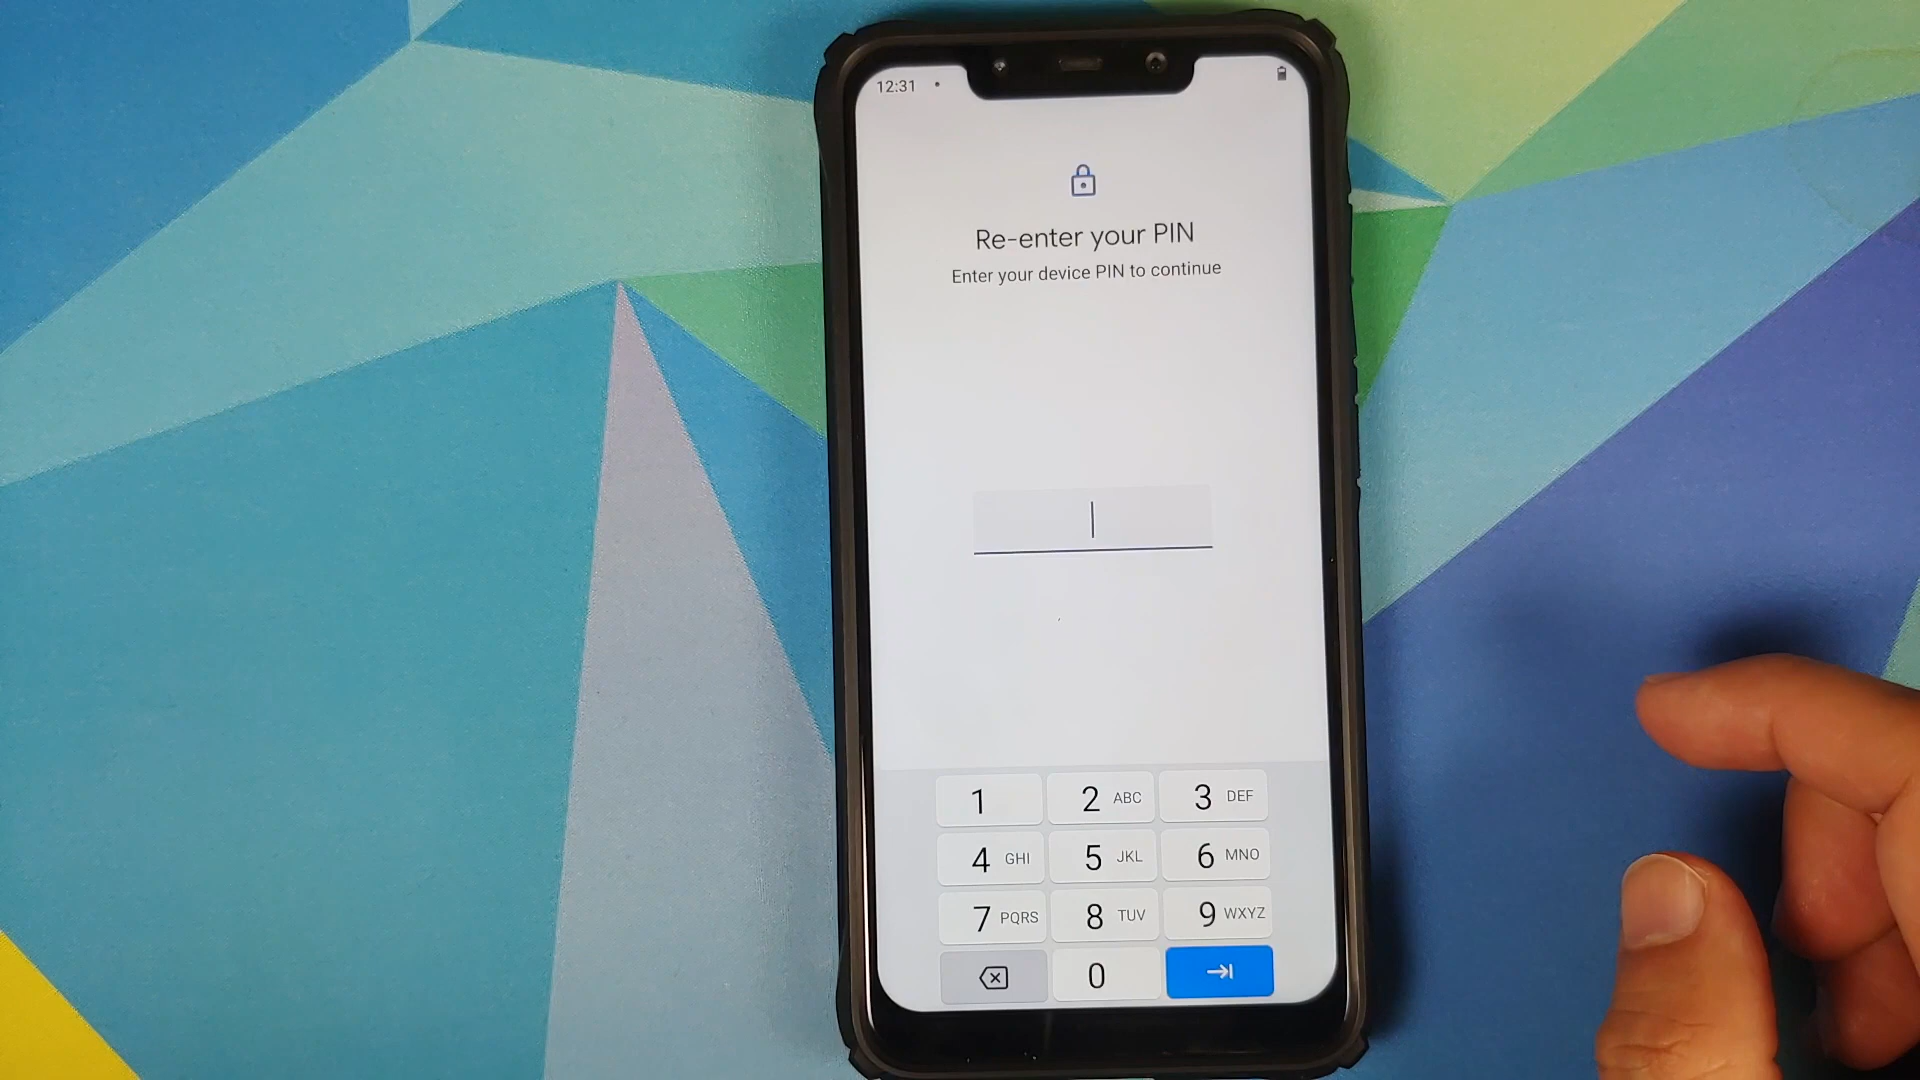 12:31
Re-enter your PIN
Enter your device PIN to continue
1 2 ABC 3 DEF
4 GHI 5 JKL 6 MNO
7 PQRS 8 TUV 9 WXYZ
0